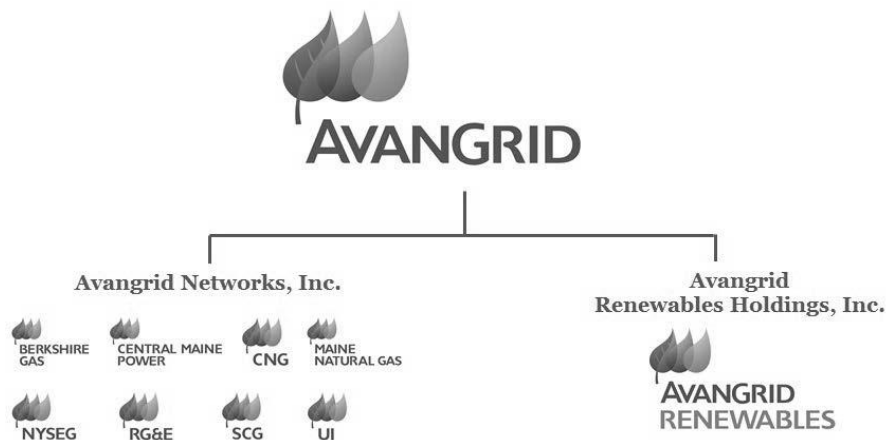 AVANGRID
Avangrid Networks, Inc.
Avangrid
Renewables Holdings, Inc.
BERKSHIRE
GAS
CENTRAL MAINE
POWER
CNG
MAINE
NATURAL GAS
NYSEG
RG&E
SCG
UI
AVANGRID
RENEWABLES